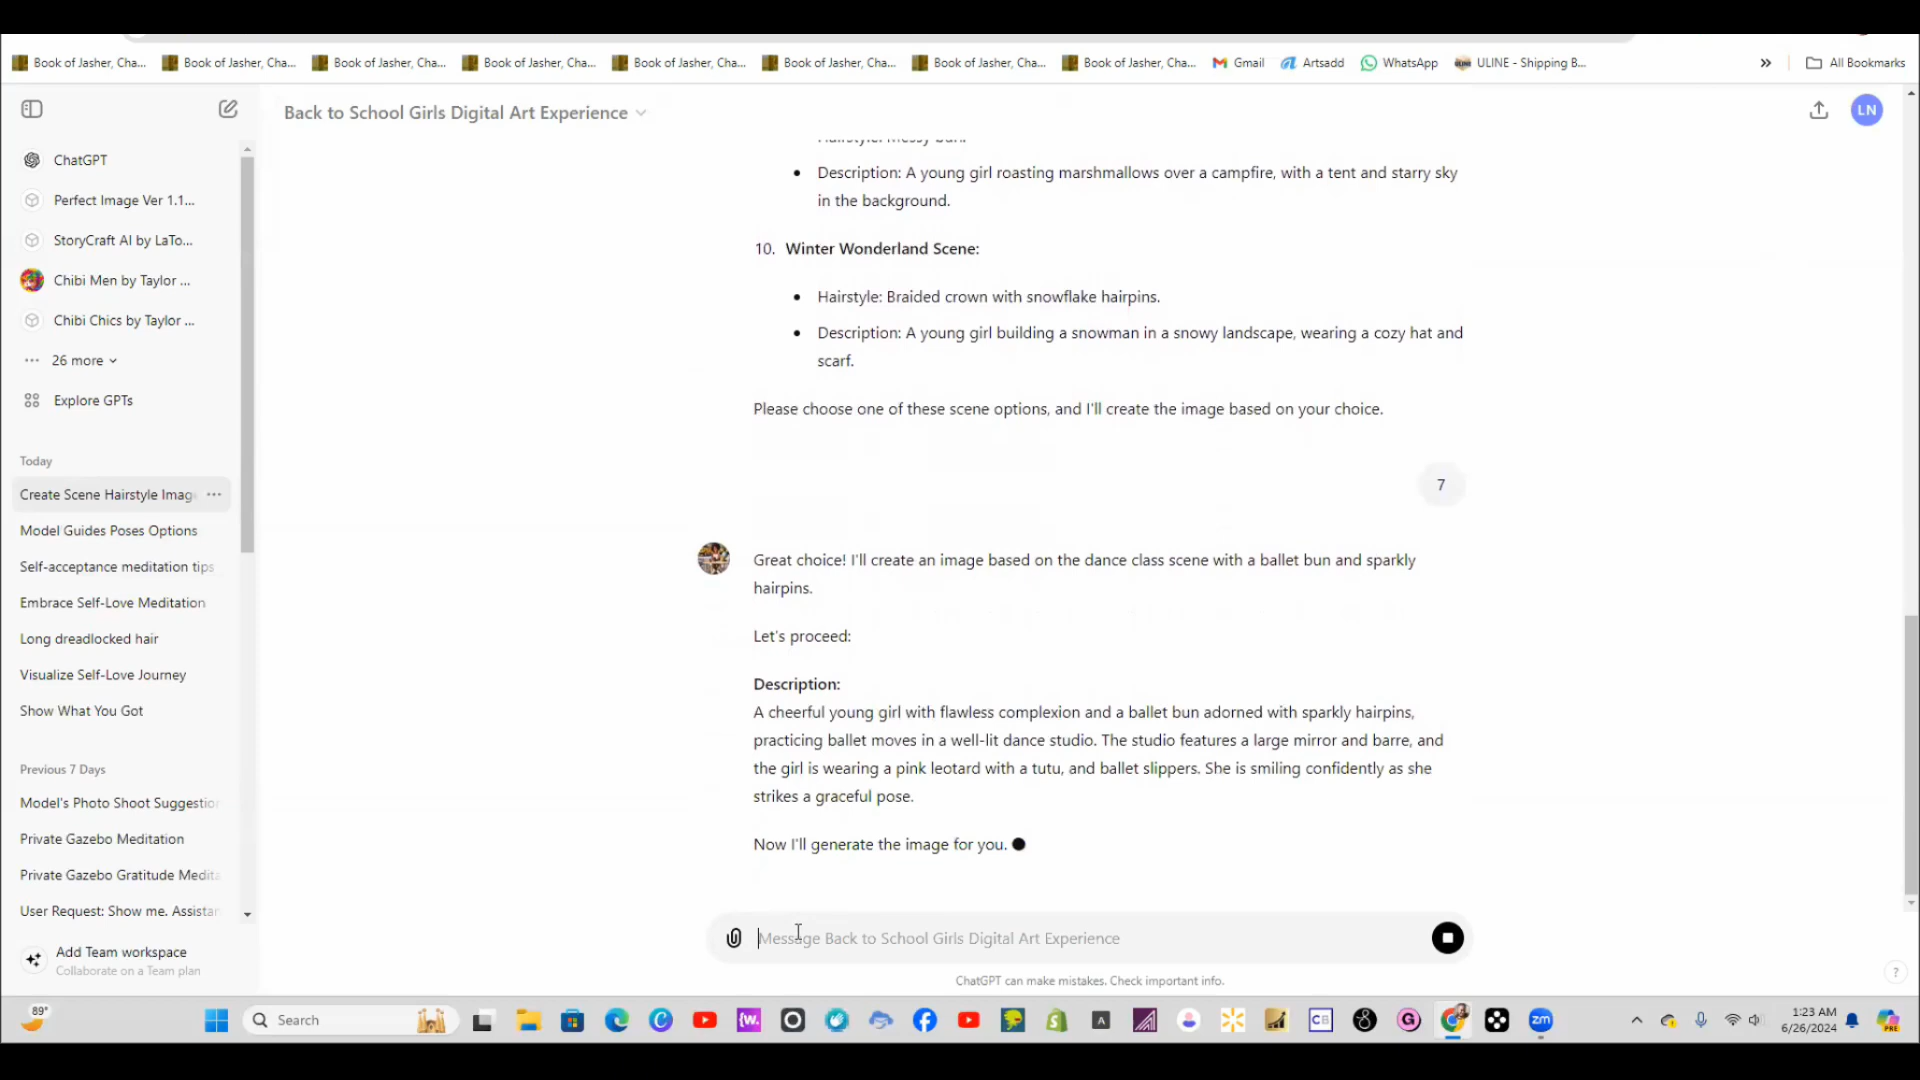 Book of Jasher, Cha... Book of Jasher, Cha... Book of Jasher, Cha... Book of Jasher, Cha... Book of Jasher, Cha... Book of Jasher, Cha... Book of Jasher, Cha... Book of Jasher, Cha... Gmail Artsadd WhatsApp ULINE - Shipping B... » All Bookmarks
Back to School Girls Digital Art Experience
LN
ChatGPT
Perfect Image Ver 1.1...
StoryCraft AI by LaTo...
Chibi Men by Taylor ...
Chibi Chics by Taylor ...
26 more
Explore GPTs
Today
Create Scene Hairstyle Imag
Model Guides Poses Options
Self-acceptance meditation tips
Embrace Self-Love Meditation
Long dreadlocked hair
Visualize Self-Love Journey
Show What You Got
Previous 7 Days
Model's Photo Shoot Suggestion
Private Gazebo Meditation
Private Gazebo Gratitude Medita
User Request: Show me. Assistan
Add Team workspace
Collaborate on a Team plan
Hairstyle: Messy bun.
Description: A young girl roasting marshmallows over a campfire, with a tent and starry sky
in the background.
10. Winter Wonderland Scene:
Hairstyle: Braided crown with snowflake hairpins.
Description: A young girl building a snowman in a snowy landscape, wearing a cozy hat and
scarf.
Please choose one of these scene options, and I'll create the image based on your choice.
7
Great choice! I'll create an image based on the dance class scene with a ballet bun and sparkly
hairpins.
Let's proceed:
Description:
A cheerful young girl with flawless complexion and a ballet bun adorned with sparkly hairpins,
practicing ballet moves in a well-lit dance studio. The studio features a large mirror and barre, and
the girl is wearing a pink leotard with a tutu, and ballet slippers. She is smiling confidently as she
strikes a graceful pose.
Now I'll generate the image for you.
Message Back to School Girls Digital Art Experience
ChatGPT can make mistakes. Check important info.
?
89°
Search
zm
1:23 AM
6/26/2024
PRE